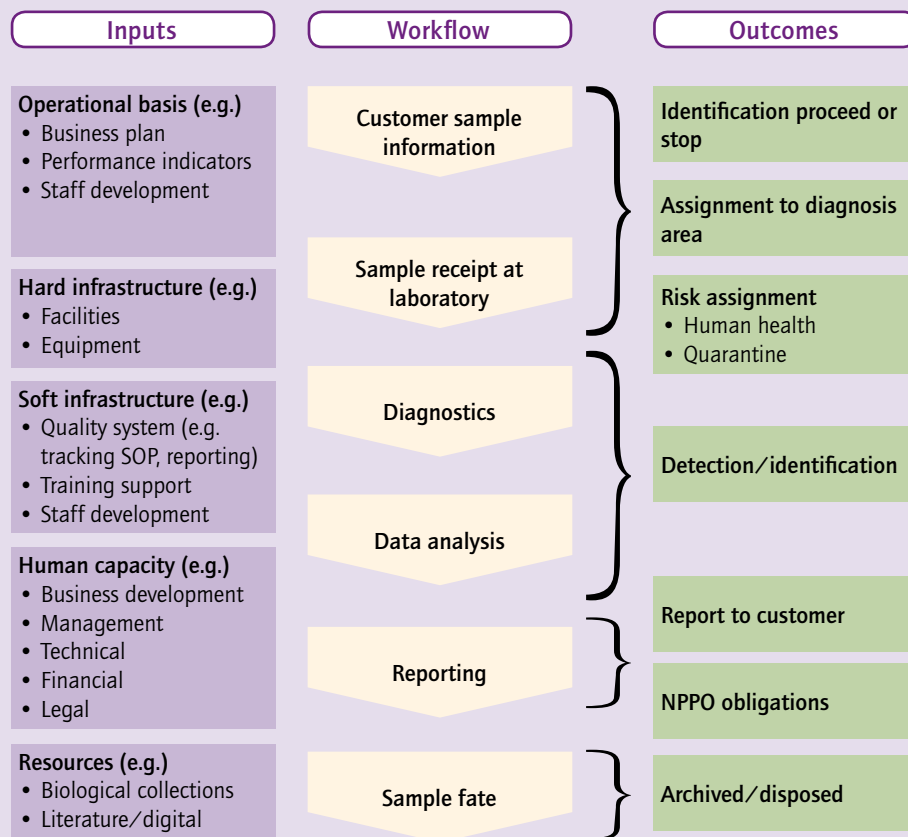 Inputs
Operational basis (e.g.)
• Business plan
• Performance indicators
• Staff development
Hard infrastructure (e.g.)
• Facilities
• Equipment
Soft infrastructure (e.g.)
• Quality system (e.g.
tracking SOP, reporting)
• Training support
• Staff development
Human capacity (e.g.)
• Business development
• Management
• Technical
• Financial
• Legal
Resources (e.g.)
• Biological collections
• Literature/digital
Workflow
Customer sample
information
Sample receipt at
laboratory
Diagnostics
Data analysis
Reporting
Sample fate
Outcomes
Identification proceed or
stop
Assignment to diagnosis
area
Risk assignment
• Human health
• Quarantine
Detection/identification
Report to customer
NPPO obligations
Archived/disposed